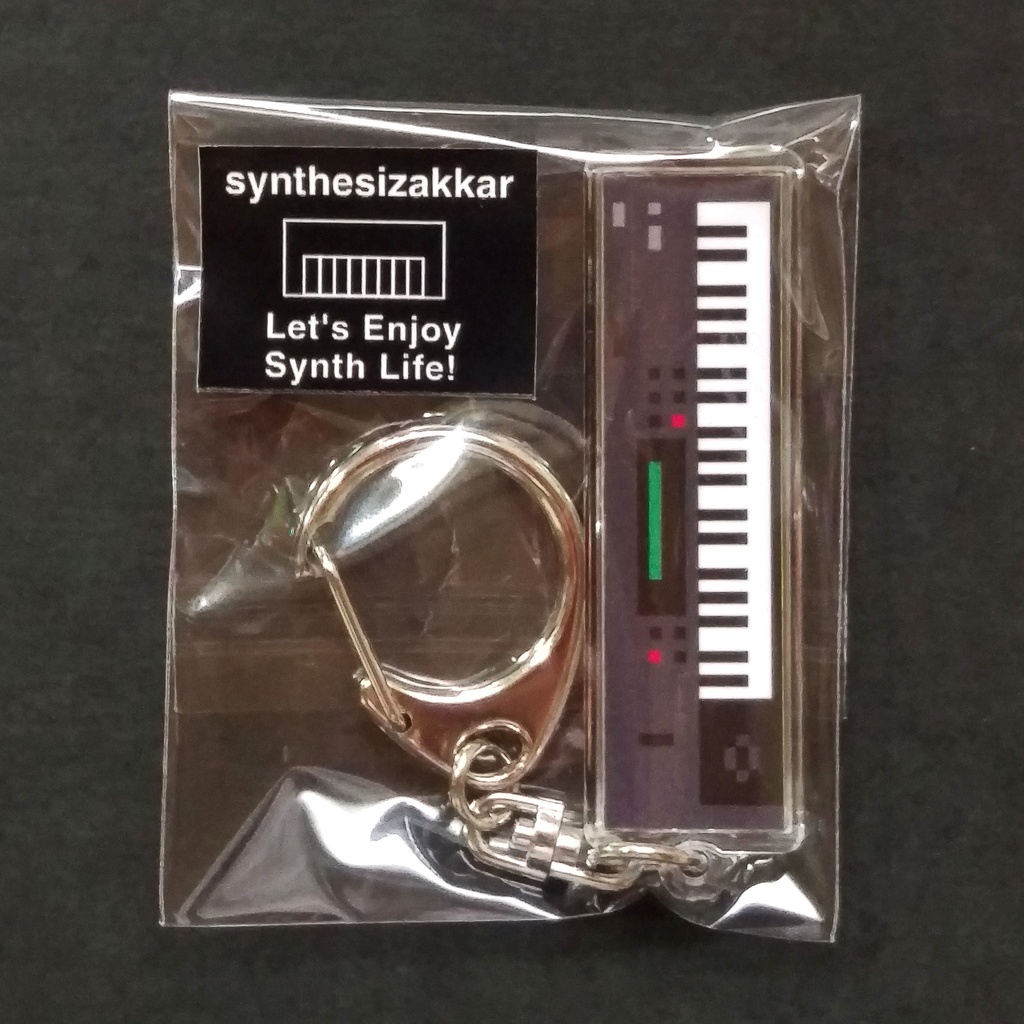 synthesizakkar
Let's Enjoy
Synth Life!